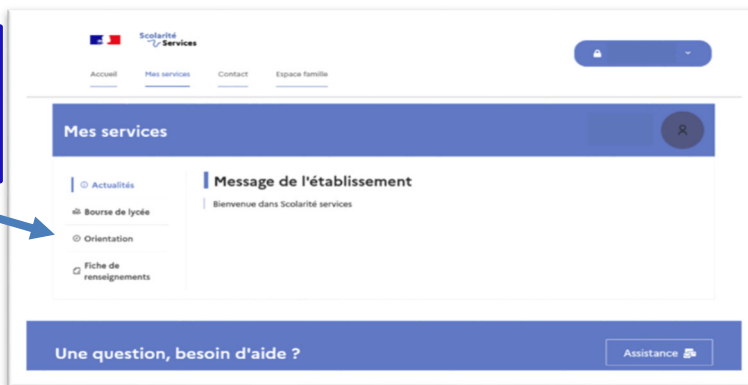 Scolarité
Services
Accueil Mes services Contact Espace famille
Mes services
Actualités
Bourse de lycée
Orientation
Fiche de
renseignements
Message de l'établissement
Bienvenue dans Scolarité services
Une question, besoin d'aide ?
Assistance